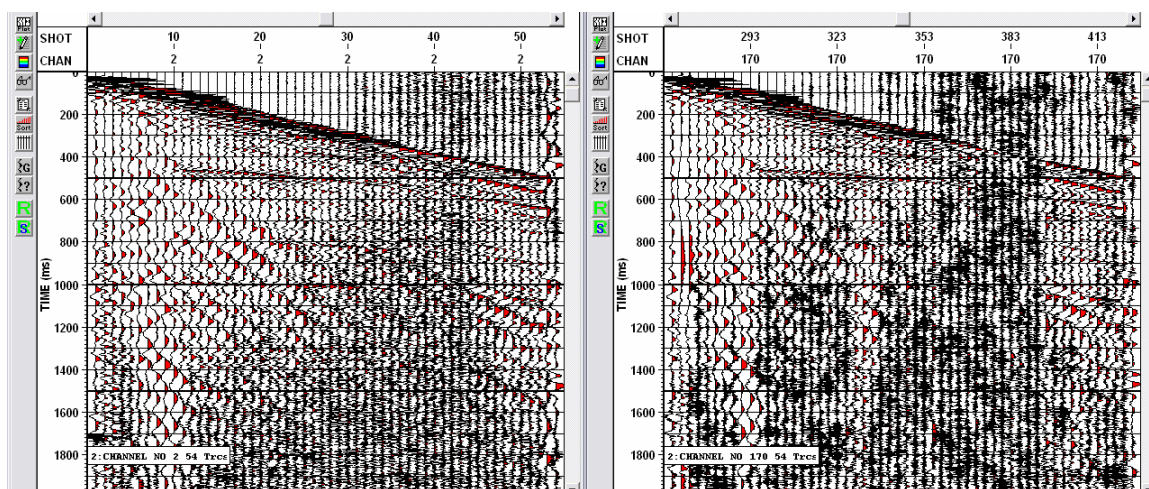 SHOT 10 20 30 40 50
CHAN 2 2 2 2 2
0
200
400
600
800
1000
1200
1400
1600
1800
TIME (ms)
2:CHANNEL NO 2 54 Trcs
Plot
Sort
G
?
R
S
SHOT 293 323 353 383 413
CHAN 170 170 170 170 170
0
200
400
600
800
1000
1200
1400
1600
1800
TIME (ms)
2:CHANNEL NO 170 54 Trcs
Plot
Sort
G
?
R
S